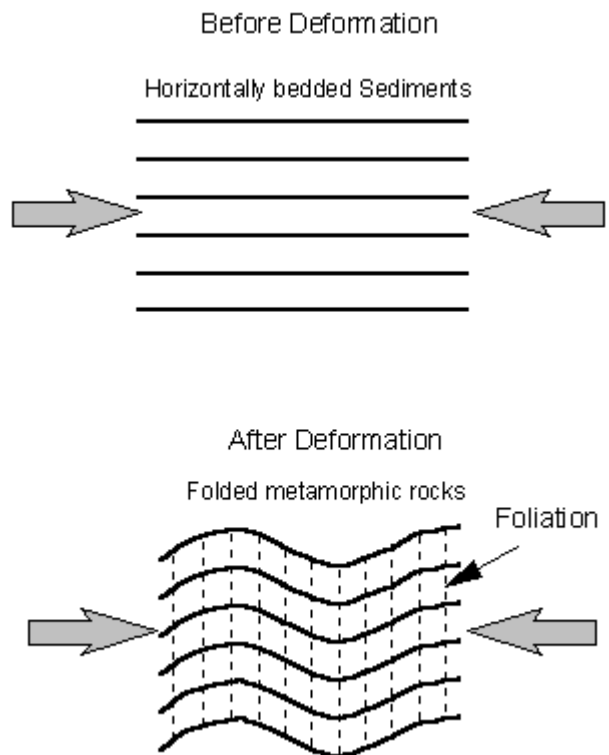 Before Deformation
Horizontally bedded Sediments
After Deformation
Folded metamorphic rocks
Foliation